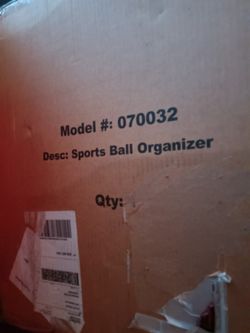 Model #: 070032
Desc: Sports Ball Organizer
Qty: